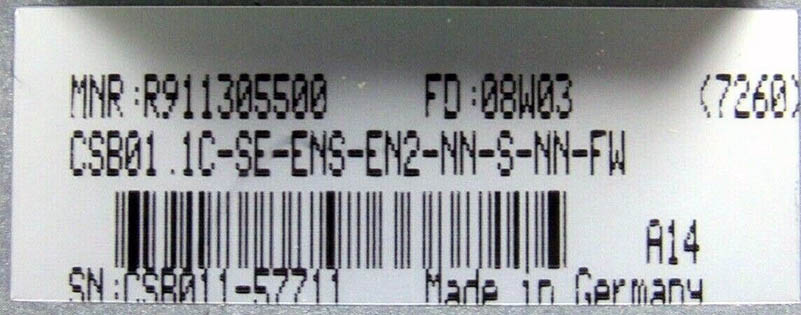 MNR:R911305500 FD:08W03 (7260)
CSB01.1C-SE-ENS-EN2-NN-S-NN-FW
A14
SN:CSB011-57711 Made in Germany